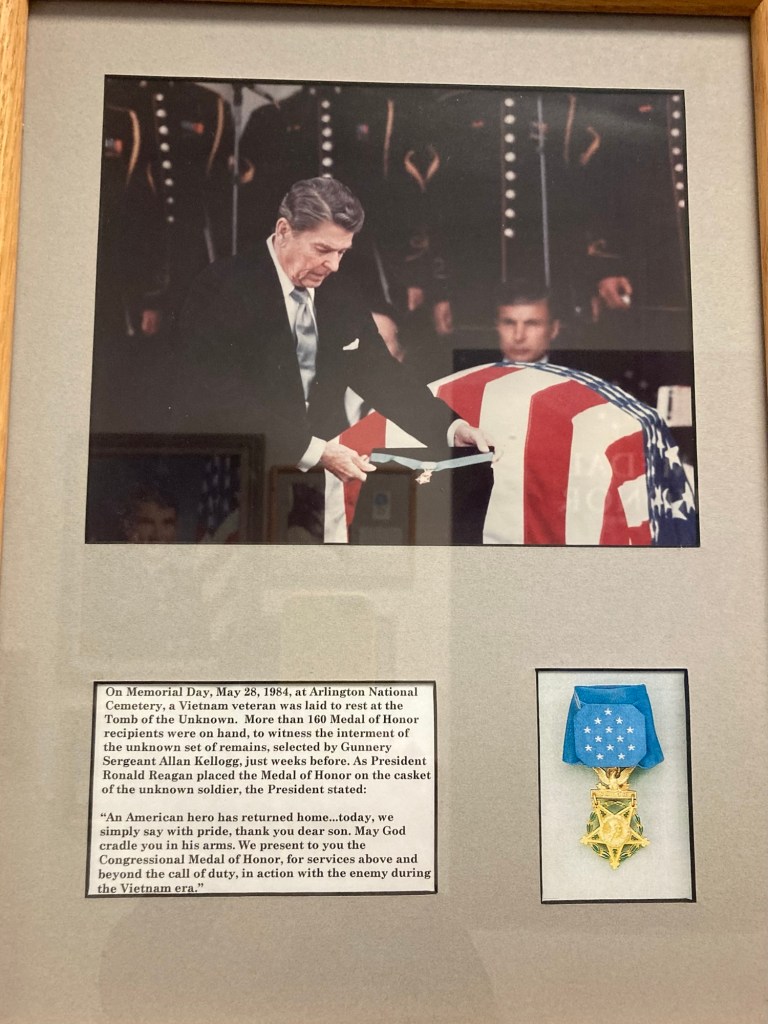 On Memorial Day, May 28, 1984, at Arlington National
Cemetery, a Vietnam veteran was laid to rest at the
Tomb of the Unknown.  More than 160 Medal of Honor
recipients were on hand, to witness the interment of
the unknown set of remains, selected by Gunnery
Sergeant Allan Kellogg, just weeks before. As President
Ronald Reagan placed the Medal of Honor on the casket
of the unknown soldier, the President stated:
“An American hero has returned home...today, we
simply say with pride, thank you dear son. May God
cradle you in his arms. We present to you the
Congressional Medal of Honor, for services above and
beyond the call of duty, in action with the enemy during
the Vietnam era.”